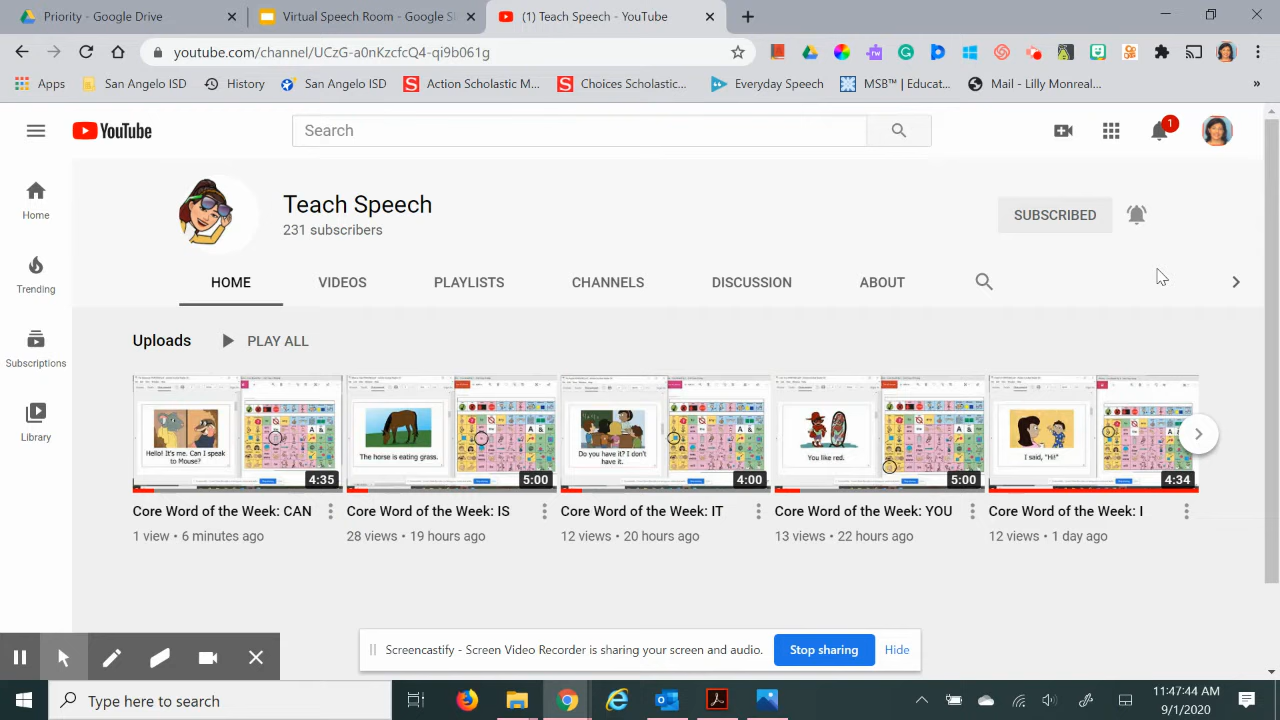 Priority - Google Drive
Virtual Speech Room - Google S
(1) Teach Speech - YouTube
youtube.com/channel/UCzG-a0nKzcfcQ4-qi9b061g
Apps
San Angelo ISD
History
San Angelo ISD
Action Scholastic M...
Choices Scholastic...
Everyday Speech
MSB™ | Educat...
Mail - Lilly Monreal...
»
YouTube
Search
1
Home
Trending
Subscriptions
Library
Teach Speech
231 subscribers
SUBSCRIBED
HOME
VIDEOS
PLAYLISTS
CHANNELS
DISCUSSION
ABOUT
Uploads
PLAY ALL
Hello! It's me. Can I speak
to Mouse?
4:35
The horse is eating grass.
5:00
Do you have it? I don't
have it.
4:00
You like red.
5:00
I said, "Hi!"
4:34
Core Word of the Week: CAN
1 view • 6 minutes ago
Core Word of the Week: IS
28 views • 19 hours ago
Core Word of the Week: IT
12 views • 20 hours ago
Core Word of the Week: YOU
13 views • 22 hours ago
Core Word of the Week: I
12 views • 1 day ago
Screencastify - Screen Video Recorder is sharing your screen and audio.
Stop sharing
Hide
Type here to search
11:47:44 AM
9/1/2020